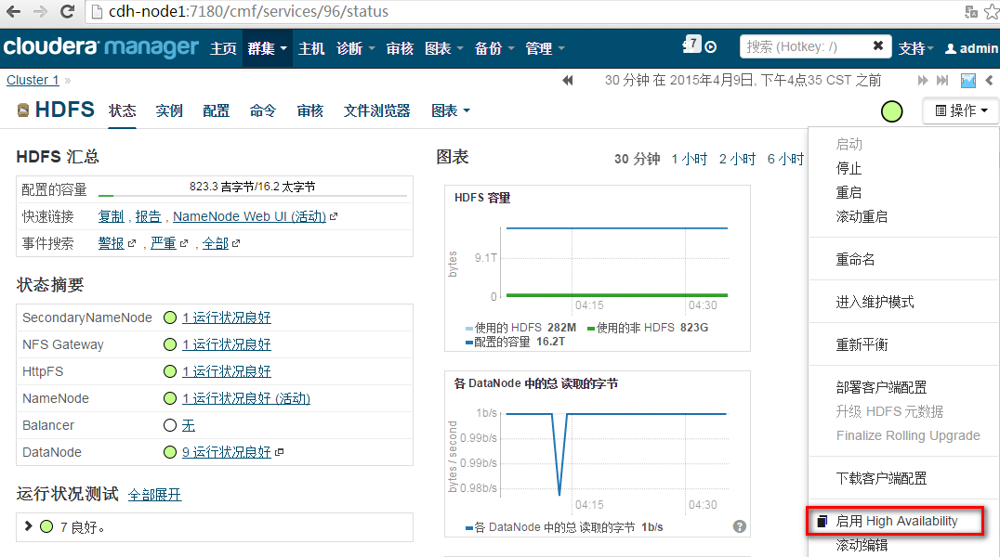 cdh-node1:7180/cmf/services/96/status
cloudera manager 主页 群集 主机 诊断 审核 图表 备份 管理 7 搜索 (Hotkey: /) 支持 admin
Cluster 1 »
30 分钟 在 2015年4月9日, 下午4点35 CST 之前
HDFS 状态 实例 配置 命令 审核 文件浏览器 图表 操作
HDFS 汇总
配置的容量 823.3 吉字节/16.2 太字节
快速链接 复制 , 报告 , NameNode Web UI (活动)
事件搜索 警报 , 严重 , 全部
状态摘要
SecondaryNameNode 1 运行状况良好
NFS Gateway 1 运行状况良好
HttpFS 1 运行状况良好
NameNode 1 运行状况良好 (活动)
Balancer 无
DataNode 9 运行状况良好
运行状况测试 全部展开
7 良好。
图表 30 分钟 1 小时 2 小时 6 小时
HDFS 容量
bytes
9.1T
0
04:15 04:30
使用的 HDFS 282M 使用的非 HDFS 823G
配置的容量 16.2T
各 DataNode 中的总 读取的字节
bytes / second
1b/s
0.99b/s
0.99b/s
0.98b/s
04:15 04:30
各 DataNode 中的总 读取的字节 1b/s
?
启动
停止
重启
滚动重启
重命名
进入维护模式
重新平衡
部署客户端配置
升级 HDFS 元数据
Finalize Rolling Upgrade
下载客户端配置
启用 High Availability
滚动编辑